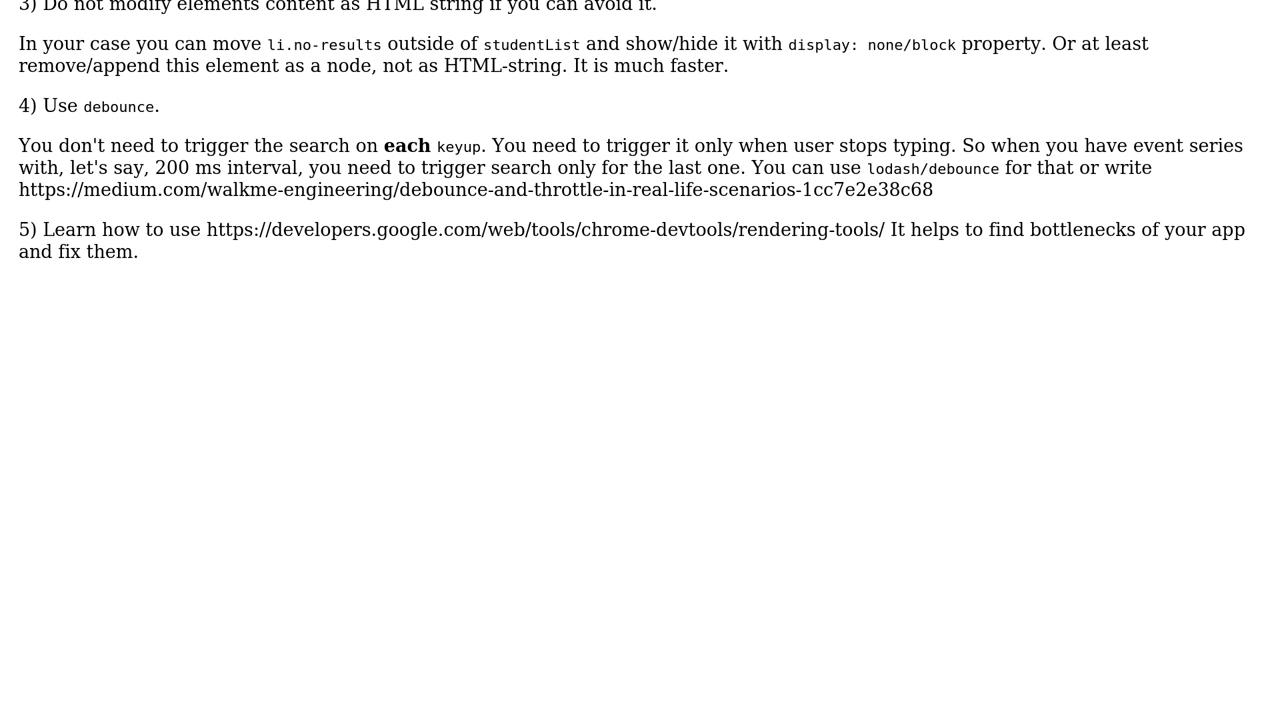 3) Do not modify elements content as HTML string if you can avoid it.
In your case you can move li.no-results outside of studentList and show/hide it with display: none/block property. Or at least
remove/append this element as a node, not as HTML-string. It is much faster.
4) Use debounce.
You don't need to trigger the search on each keyup. You need to trigger it only when user stops typing. So when you have event series
with, let's say, 200 ms interval, you need to trigger search only for the last one. You can use lodash/debounce for that or write
https://medium.com/walkme-engineering/debounce-and-throttle-in-real-life-scenarios-1cc7e2e38c68
5) Learn how to use https://developers.google.com/web/tools/chrome-devtools/rendering-tools/ It helps to find bottlenecks of your app
and fix them.